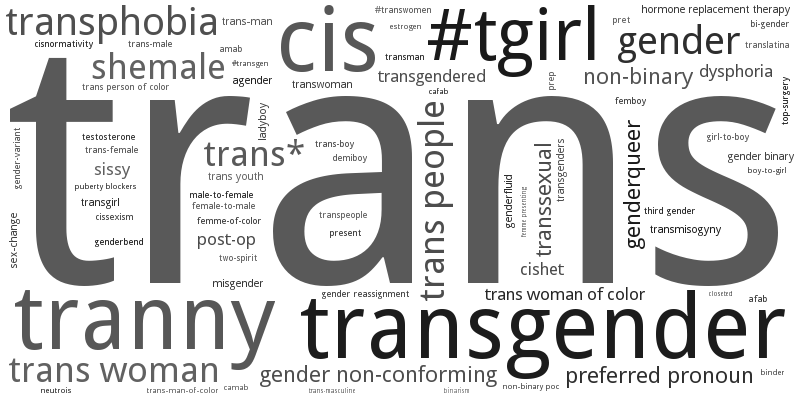 transphobia
trans-man
#transwomen
estrogen
cis
#tgirl
hormone replacement therapy
pret
bi-gender
gender
translatina
cisnormativity
trans-male
amab
#transgen
shemale
transman
agender
trans person of color
transwoman
transgendered
cafab
prep
non-binary
dysphoria
top-surgery
trans
ladyboy
femboy
gender-variant
testosterone
trans-female
sissy
puberty blockers
transgirl
cissexism
genderbend
sex-change
trans*
trans-boy
demiboy
trans youth
male-to-female
female-to-male
femme-of-color
post-op
two-spirit
misgender
transpeople
present
trans people
genderfluid
femme presenting
transsexual
transgenders
cishet
genderqueer
girl-to-boy
gender binary
boy-to-girl
third gender
transmisogyny
gender reassignment
trans woman of color
closeted
afab
tranny
transgender
trans woman
gender non-conforming
preferred pronoun
binder
neutrois
trans-man-of-color
camab
trans-masculine
binarism
non-binary poc